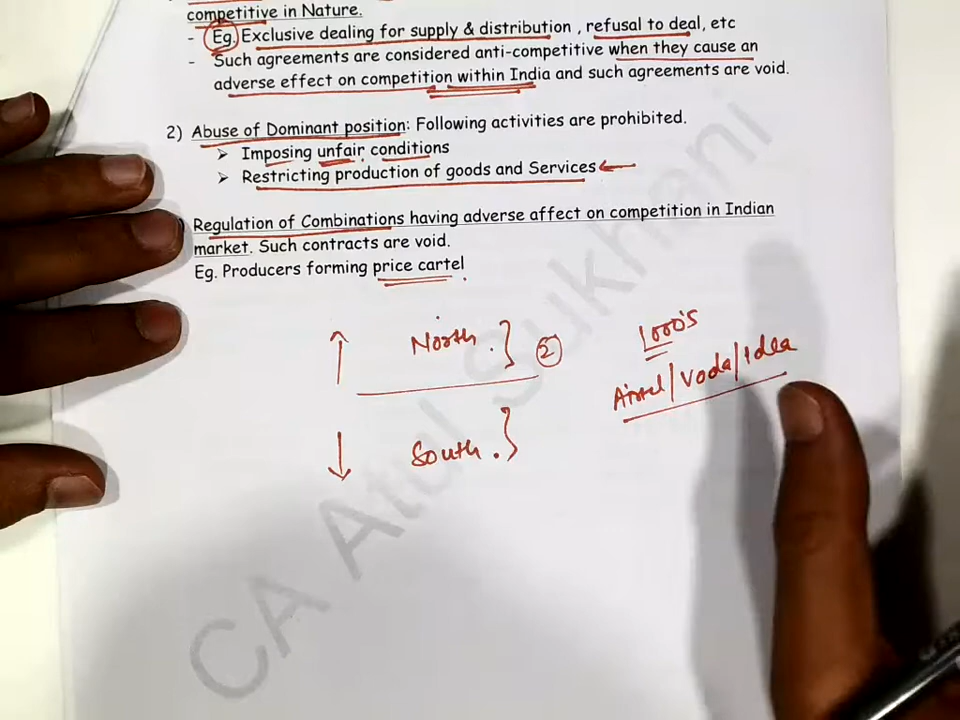 competitive in Nature.
- Eg. Exclusive dealing for supply & distribution , refusal to deal, etc
- Such agreements are considered anti-competitive when they cause an
adverse effect on competition within India and such agreements are void.
2) Abuse of Dominant position: Following activities are prohibited.
➢ Imposing unfair conditions
➢ Restricting production of goods and Services
) Regulation of Combinations having adverse affect on competition in Indian
market. Such contracts are void.
Eg. Producers forming price cartel
North
2
South
1000's
Airtel/Voda/Idea
CA Atul Sukhani